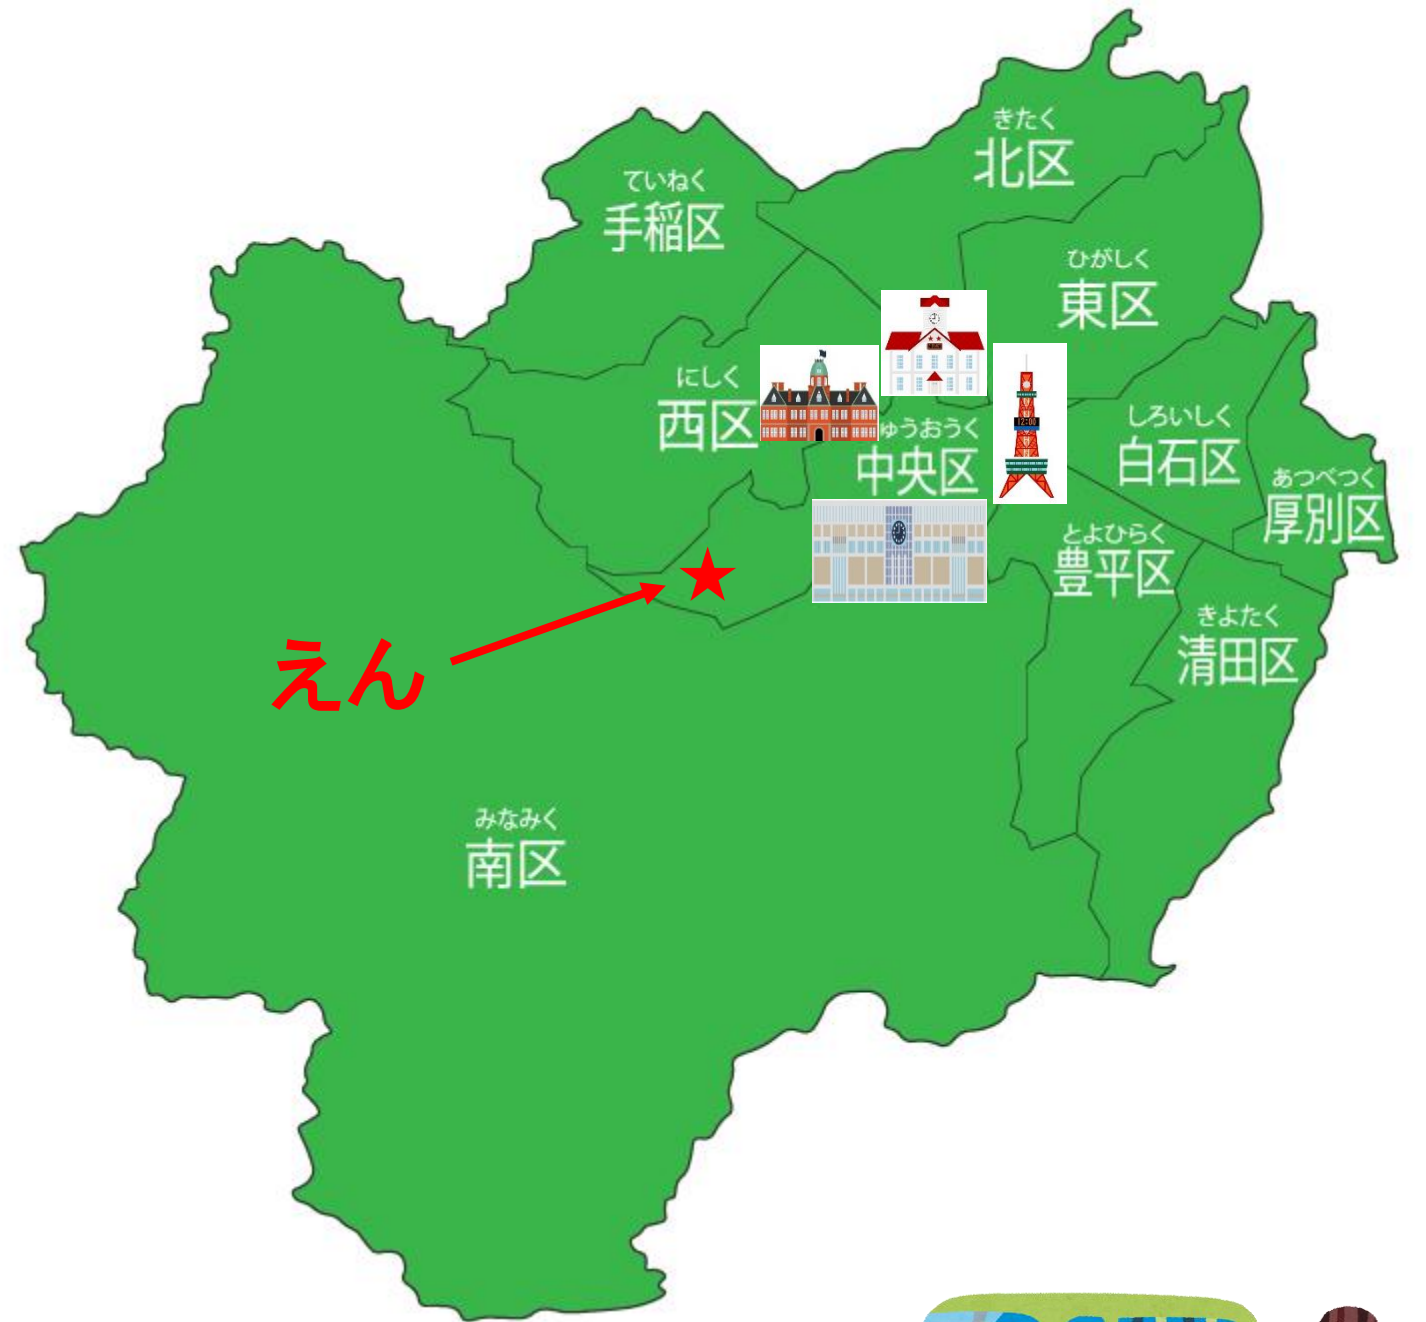 きたく
北区
ていねく
手稲区
ひがしく
東区
にしく
西区
ゅうおうく
中央区
12:00
しろいしく
白石区
あつべつく
厚別区
とよひらく
豊平区
きよたく
清田区
えん
みなみく
南区